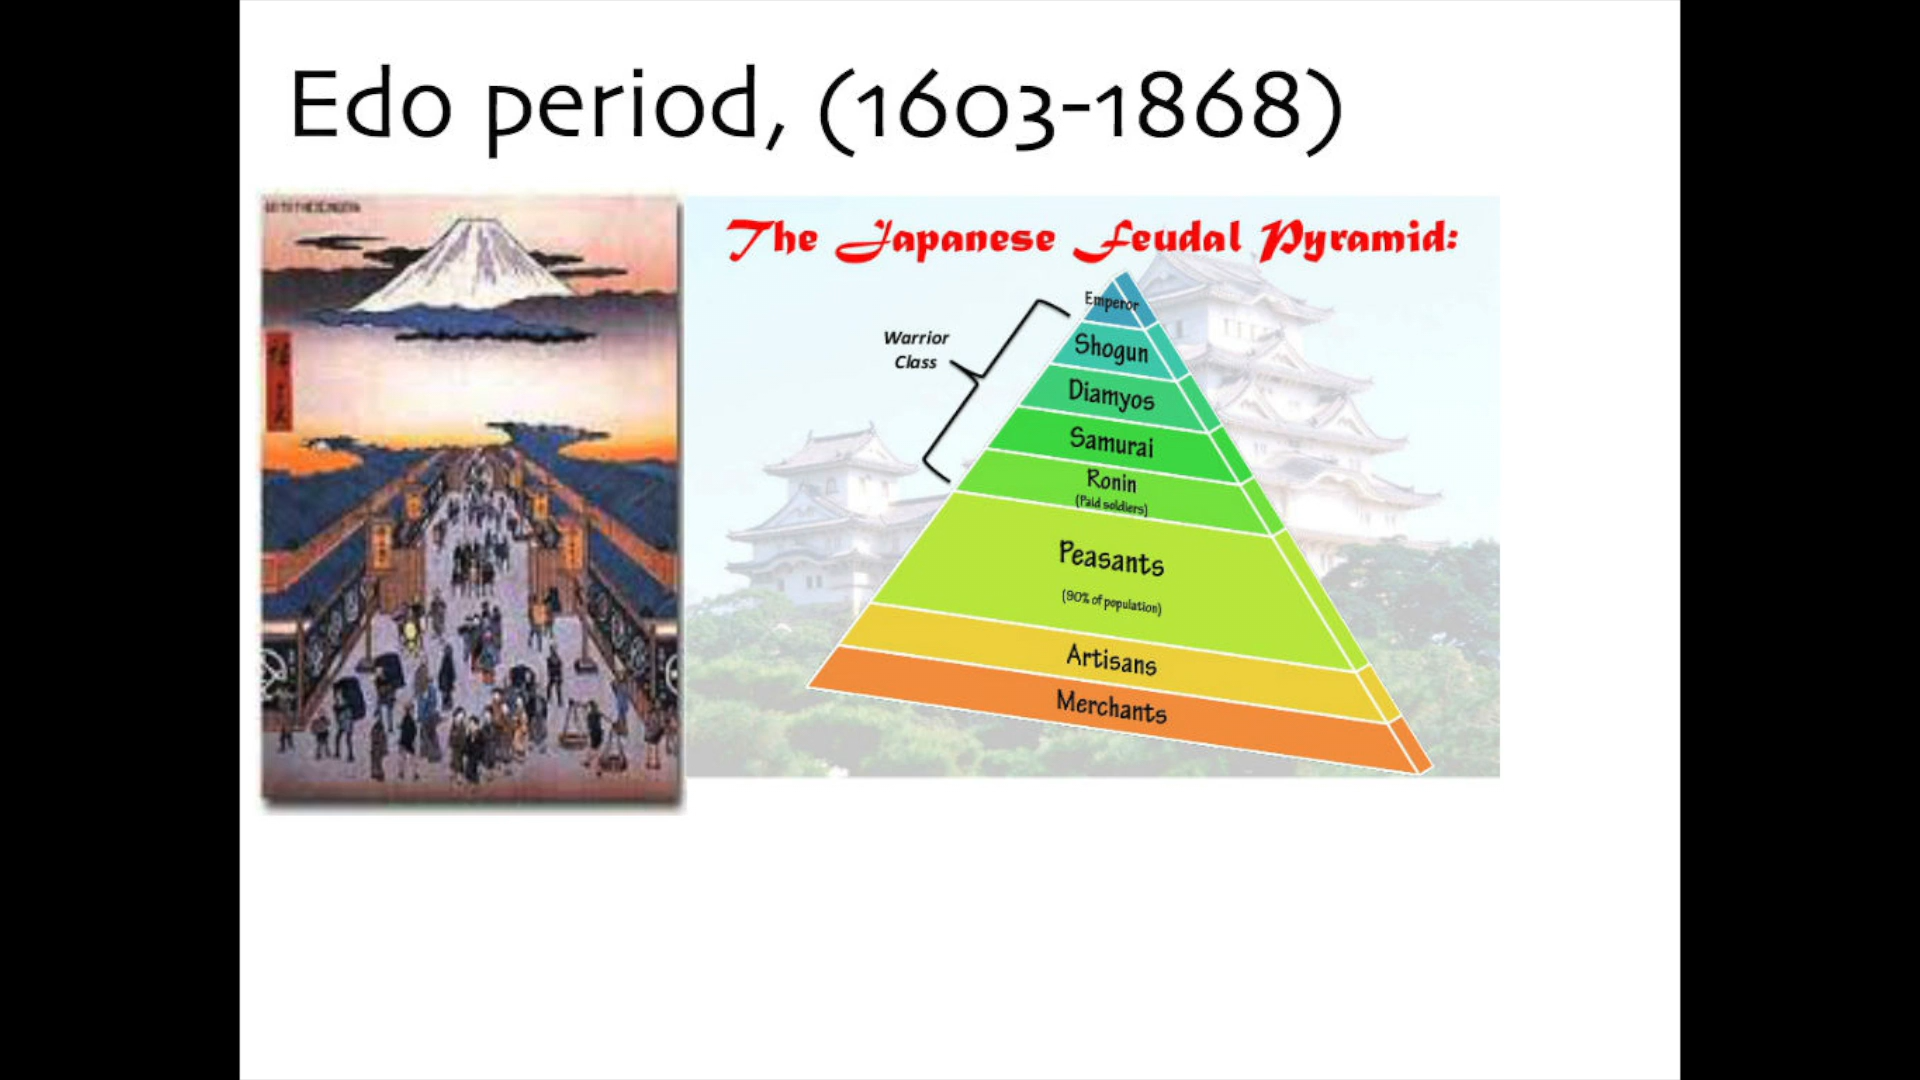 Edo period, (1603-1868)
The Japanese Feudal Pyramid:
Emperor
Warrior
Class
Shogun
Diamyos
Samurai
Ronin
(Paid soldiers)
Peasants
(90% of population)
Artisans
Merchants